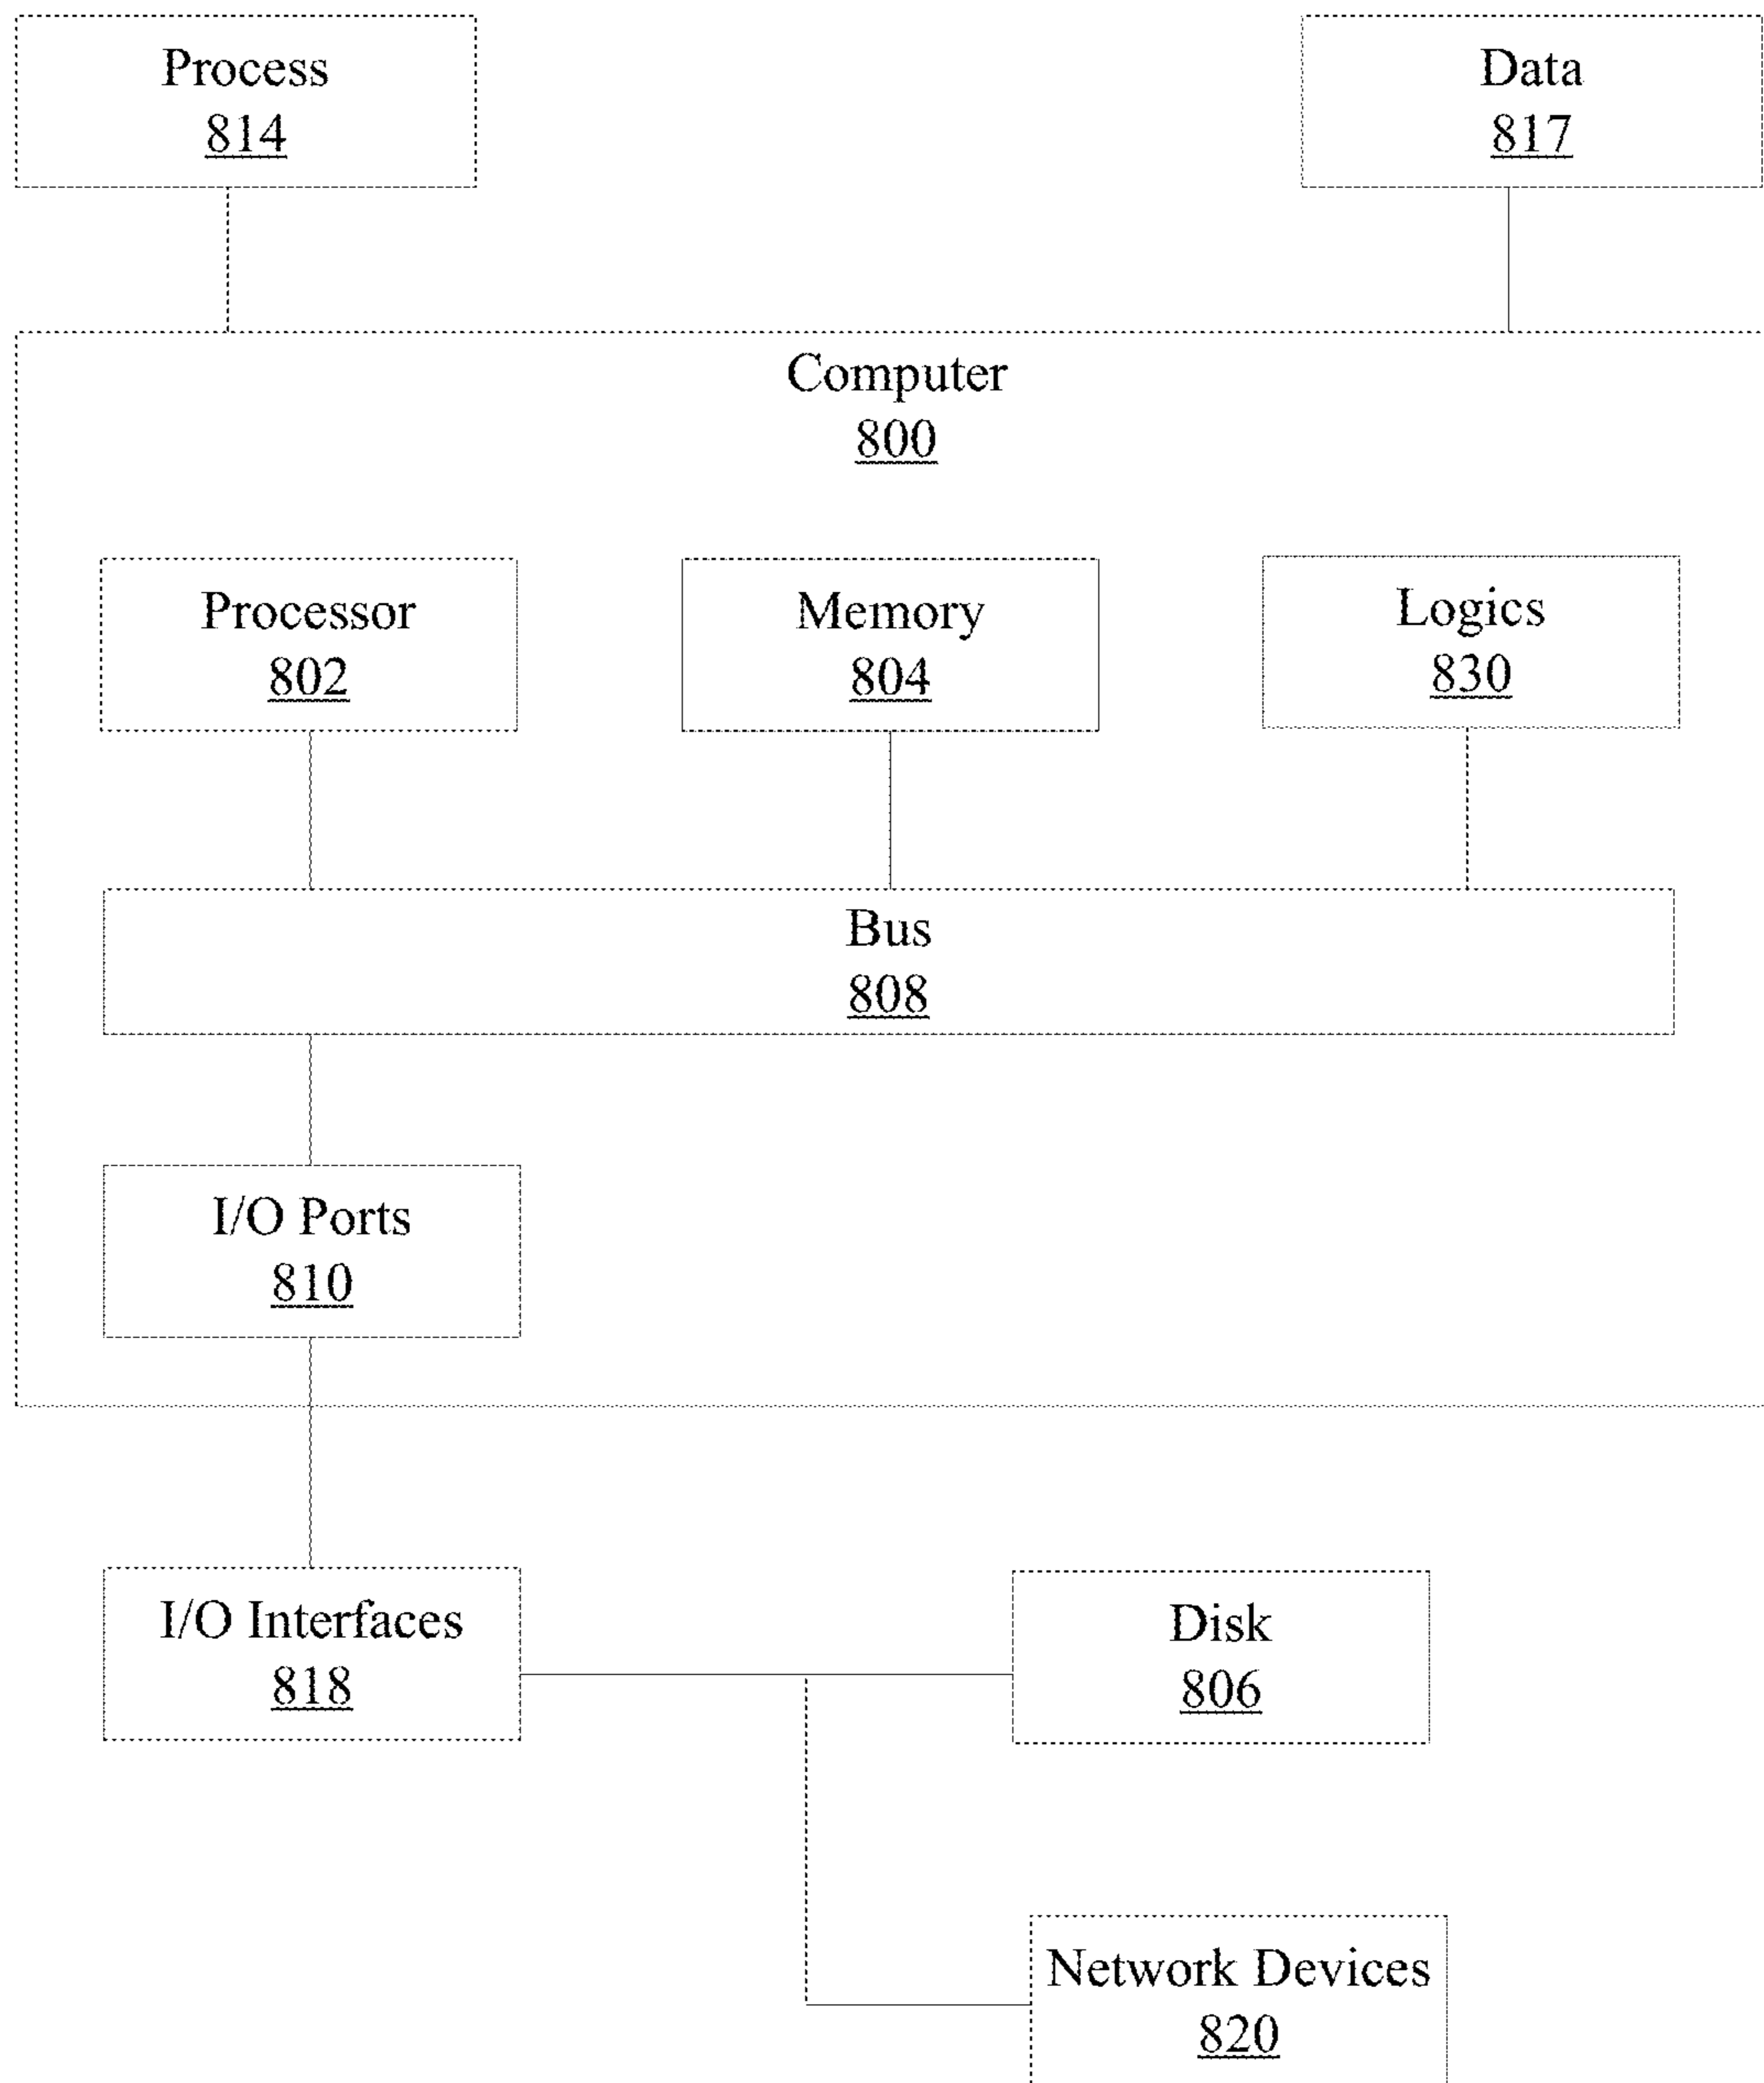 Process
814
Data
817
Computer
800
Processor
802
Memory
804
Logics
830
Bus
808
I/O Ports
810
I/O Interfaces
818
Disk
806
Network Devices
820